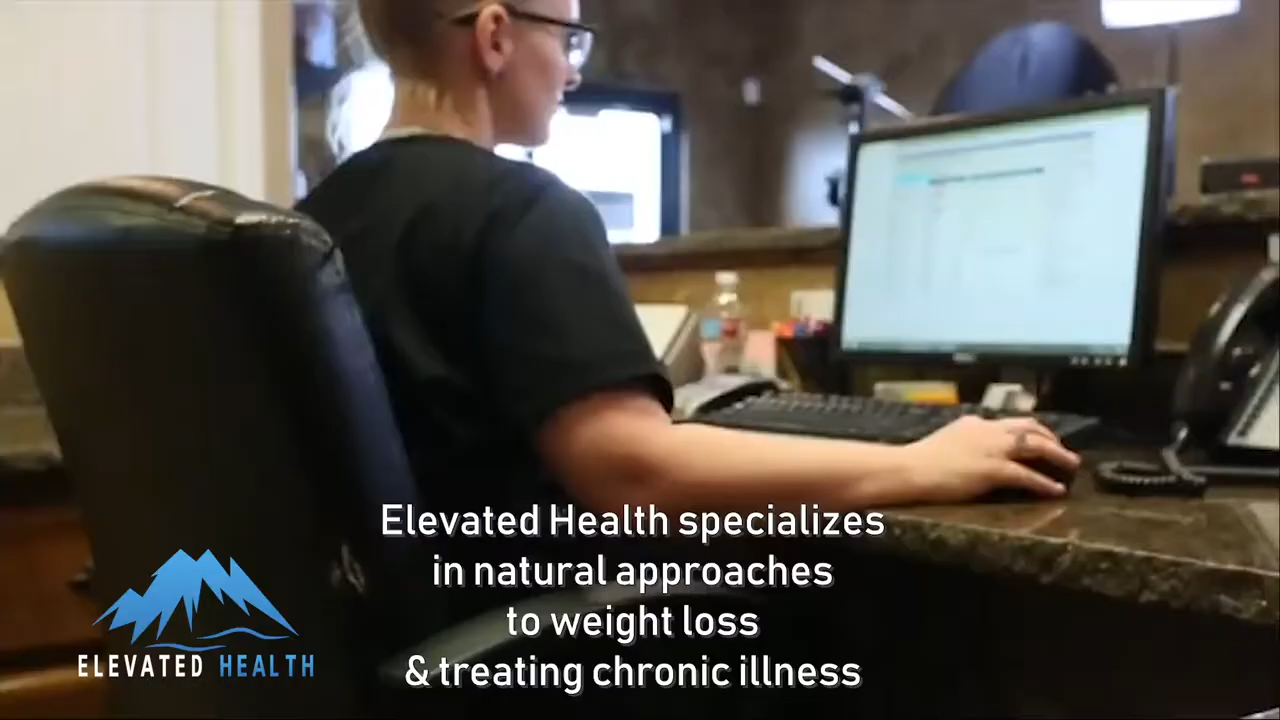 Elevated Health specializes
in natural approaches
to weight loss
& treating chronic illness
ELEVATED HEALTH